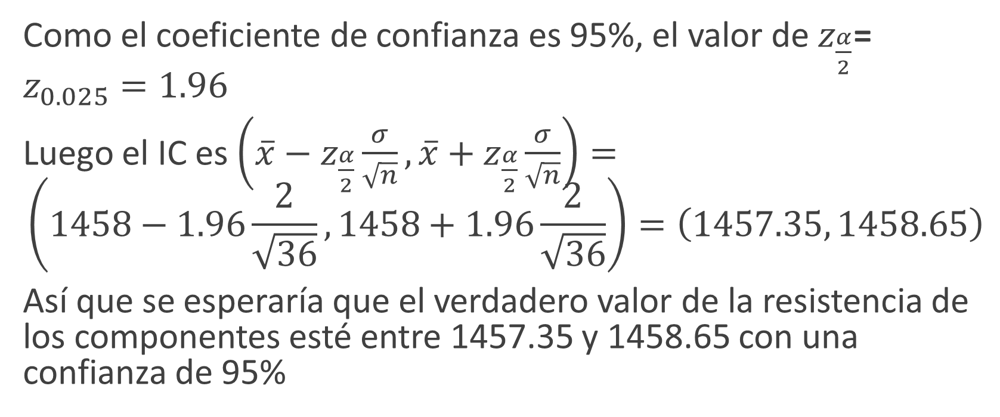 Como el coeficiente de confianza es 95%, el valor de $z_{\frac{\alpha}{2}}$=
$z_{0.025} = 1.96$
Luego el IC es $\left(\bar{x} - z_{\frac{\alpha}{2}}\frac{\sigma}{\sqrt{n}}, \bar{x} + z_{\frac{\alpha}{2}}\frac{\sigma}{\sqrt{n}}\right) =$
$\left(1458 - 1.96\frac{2}{\sqrt{36}}, 1458 + 1.96\frac{2}{\sqrt{36}}\right) = (1457.35, 1458.65)$
Así que se esperaría que el verdadero valor de la resistencia de
los componentes esté entre 1457.35 y 1458.65 con una
confianza de 95%